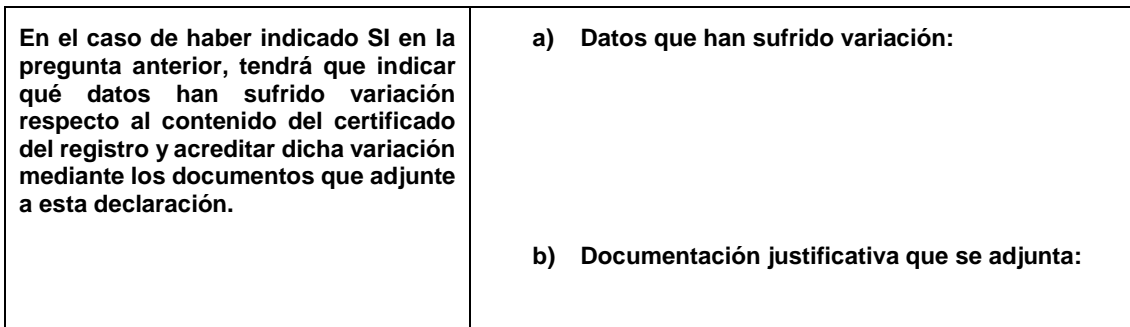 En el caso de haber indicado SI en la
pregunta anterior, tendrá que indicar
qué datos han sufrido variación
respecto al contenido del certificado
del registro y acreditar dicha variación
mediante los documentos que adjunte
a esta declaración.
a) Datos que han sufrido variación:
b) Documentación justificativa que se adjunta: